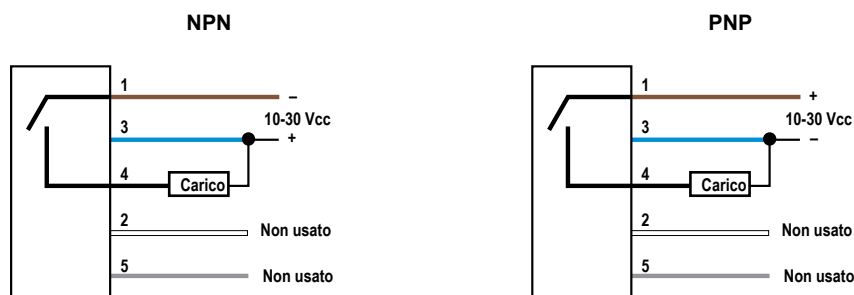 NPN
1
–
10-30 Vcc
3
+
4
Carico
2
Non usato
5
Non usato
PNP
1
+
10-30 Vcc
3
–
4
Carico
2
Non usato
5
Non usato